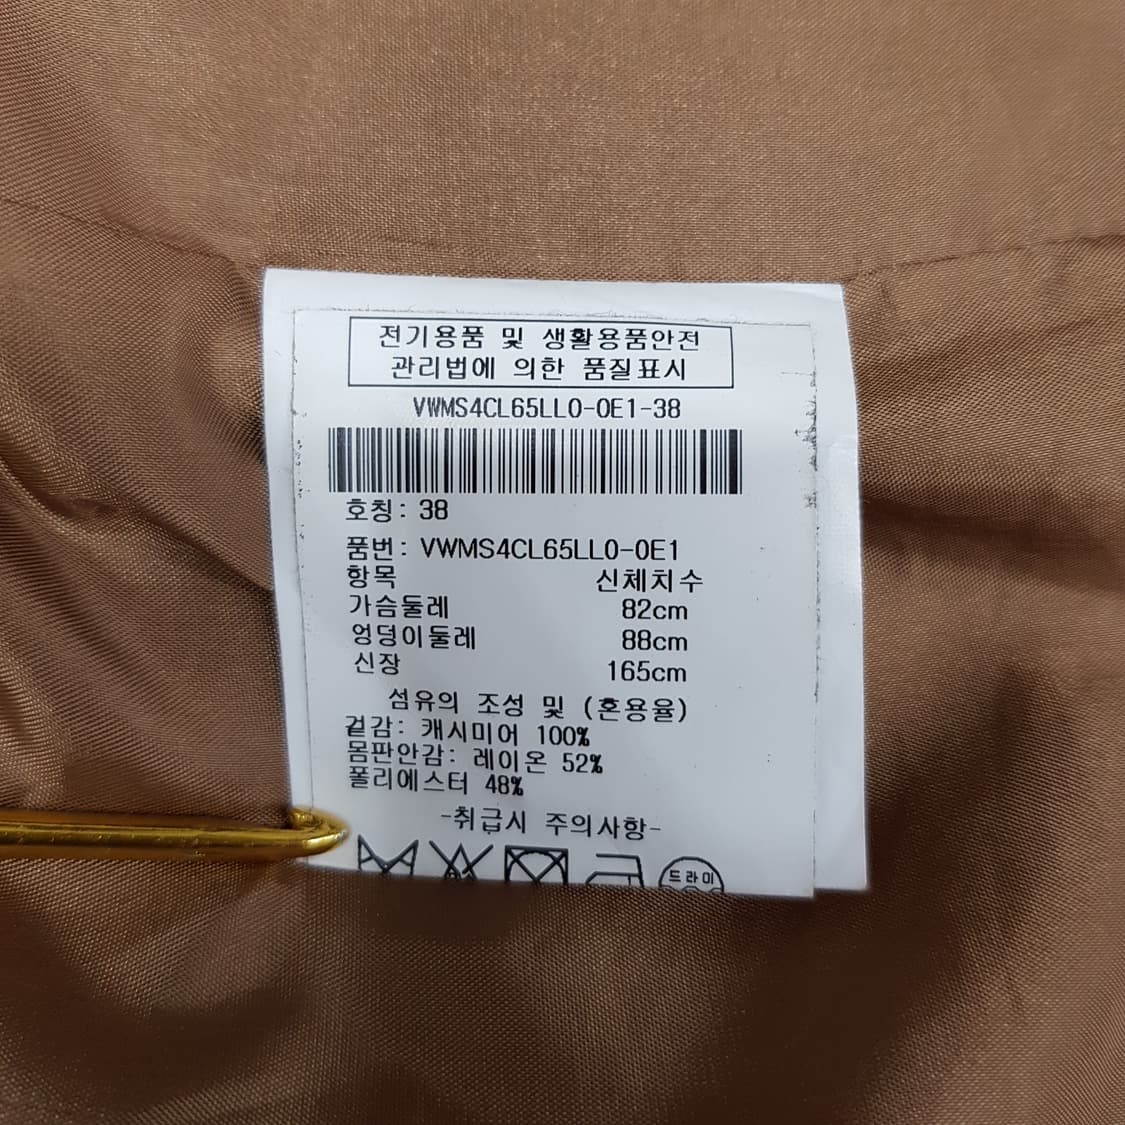 전기용품 및 생활용품안전
관리법에 의한 품질표시
VWMS4CL65LL0-0E1-38
호칭: 38
품번: VWMS4CL65LL0-0E1
항목 신체치수
가슴둘레 82cm
엉덩이둘레 88cm
신장 165cm
섬유의 조성 및 (혼용율)
겉감: 캐시미어 100%
몸판안감: 레이온 52%
폴리에스터 48%
-취급시 주의사항-
드라이